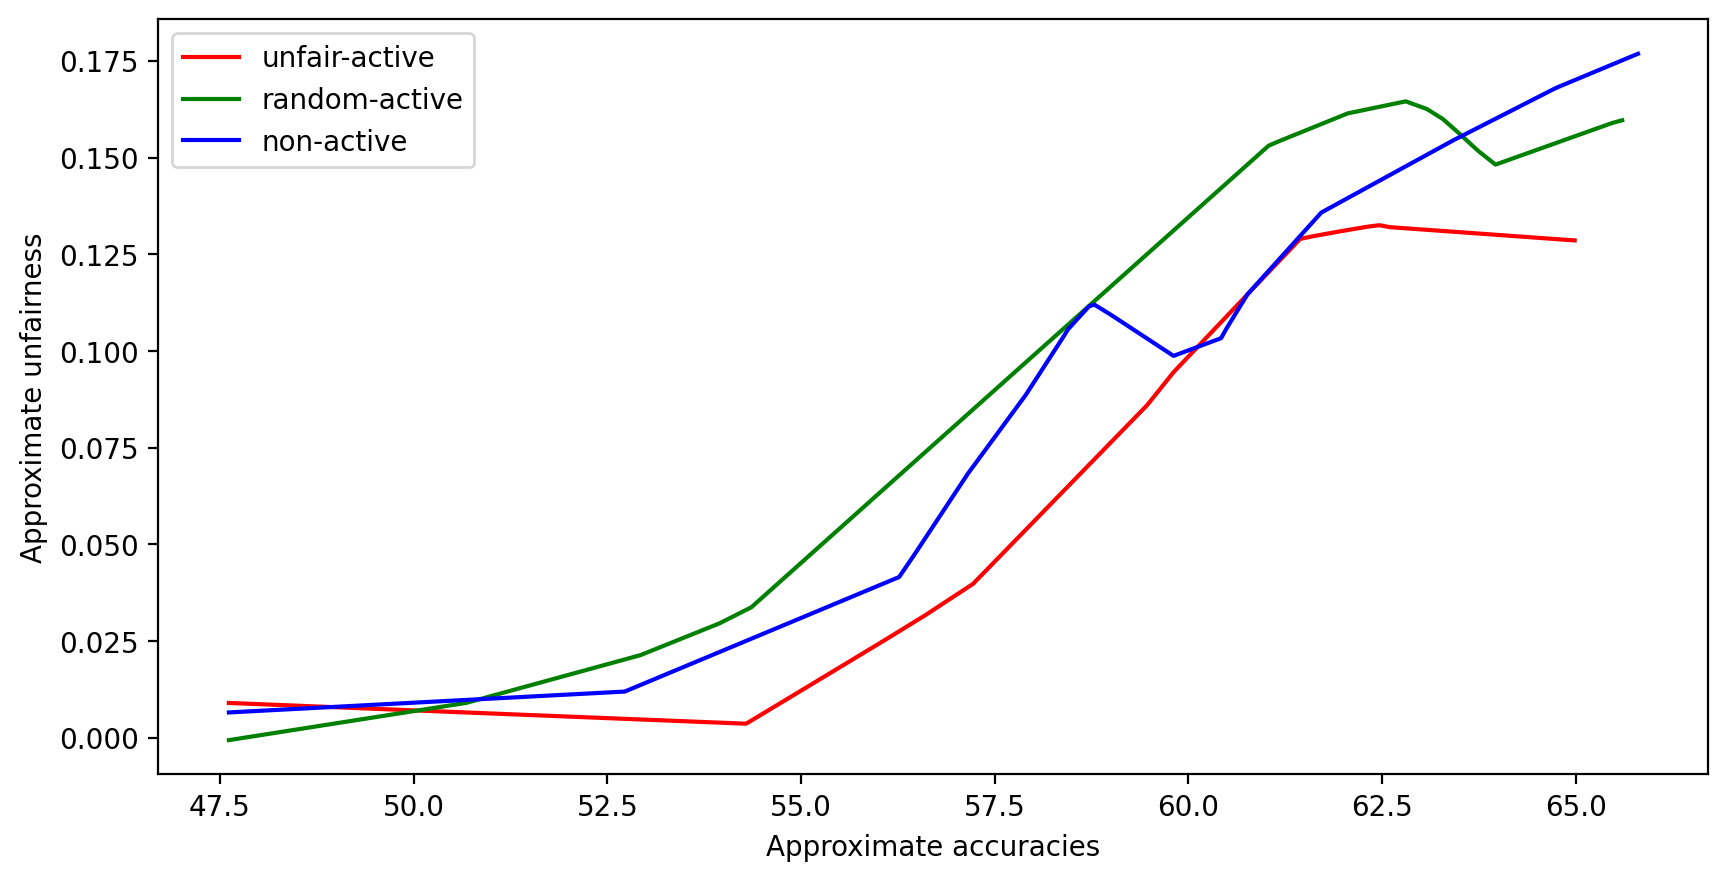 unfair-active
random-active
non-active
0.175
0.150
0.125
0.100
0.075
0.050
0.025
0.000
Approximate unfairness
47.5 50.0 52.5 55.0 57.5 60.0 62.5 65.0
Approximate accuracies